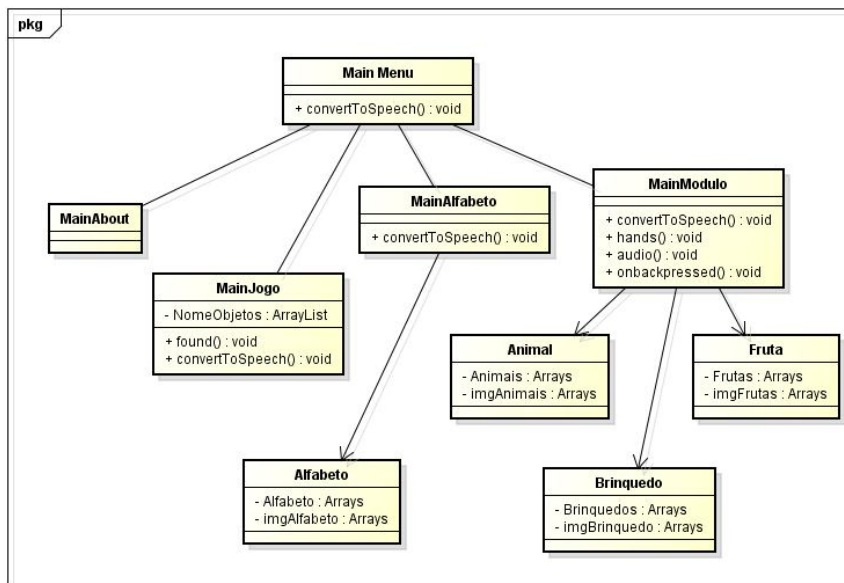 pkg
Main Menu
+ convertToSpeech() : void
MainAbout
MainAlfabeto
+ convertToSpeech() : void
MainModulo
+ convertToSpeech() : void
+ hands() : void
+ audio() : void
+ onbackpressed() : void
MainJogo
- NomeObjetos : ArrayList
+ found() : void
+ convertToSpeech() : void
Animal
- Animais : Arrays
- imgAnimais : Arrays
Fruta
- Frutas : Arrays
- imgFrutas : Arrays
Alfabeto
- Alfabeto : Arrays
- imgAlfabeto : Arrays
Brinquedo
- Brinquedos : Arrays
- imgBrinquedo : Arrays